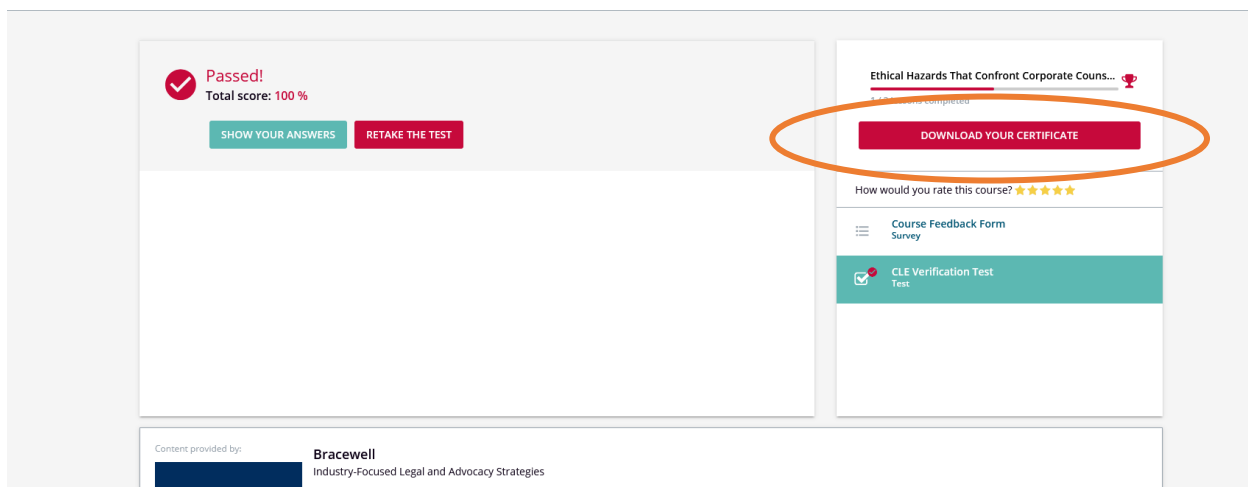 Passed!
Total score: 100 %
SHOW YOUR ANSWERS
RETAKE THE TEST
Ethical Hazards That Confront Corporate Couns...
completed
DOWNLOAD YOUR CERTIFICATE
How would you rate this course?
Course Feedback Form
Survey
CLE Verification Test
Test
Content provided by:
Bracewell
Industry-Focused Legal and Advocacy Strategies